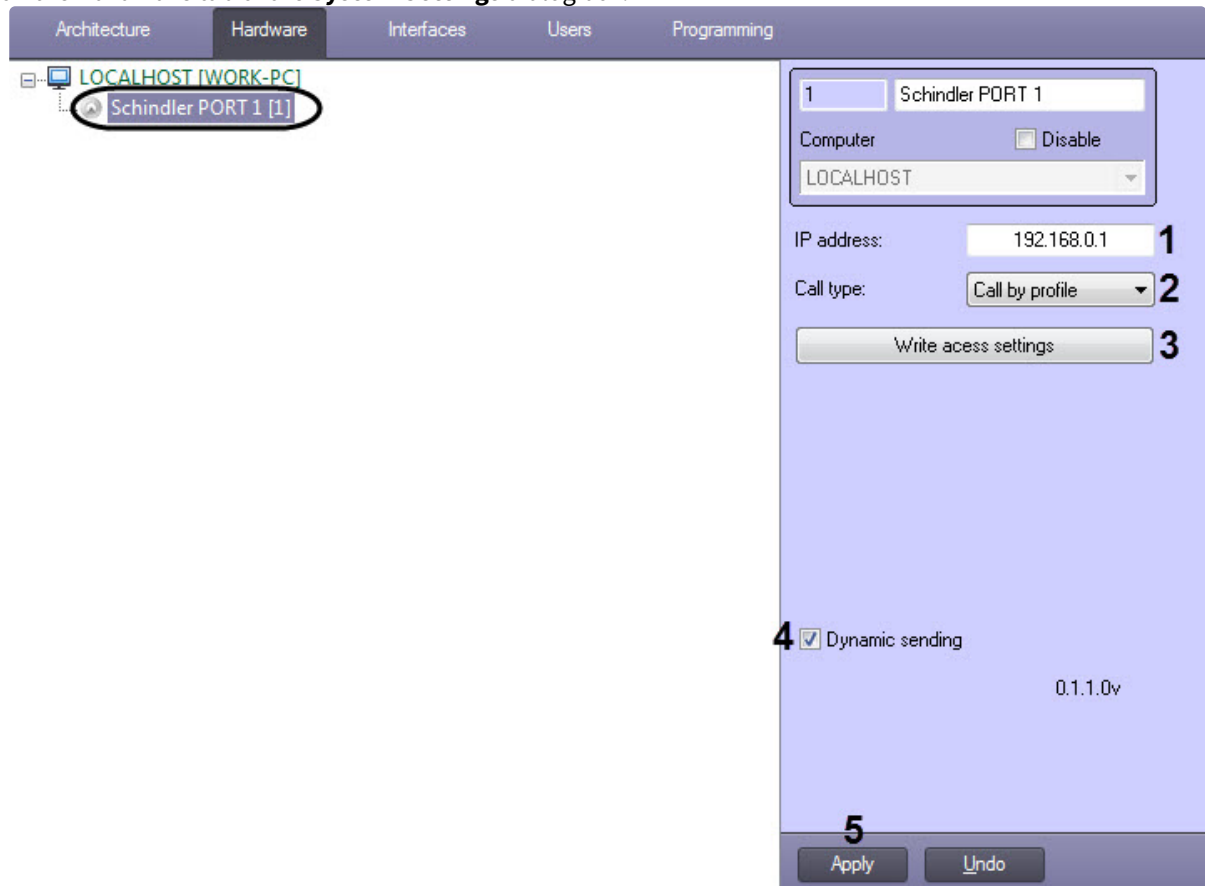 Architecture Hardware Interfaces Users Programming
LOCALHOST [WORK-PC]
Schindler PORT 1 [1]
1 Schindler PORT 1
Computer Disable
LOCALHOST
IP address: 192.168.0.1 1
Call type: Call by profile 2
Write acess settings 3
4 Dynamic sending
0.1.1.0v
5
Apply Undo